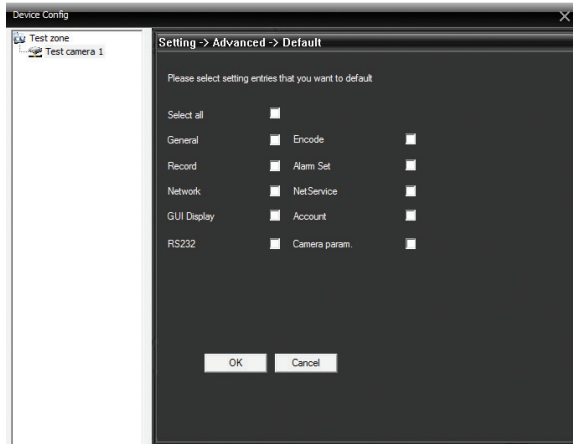 Device Config
Test zone
Test camera 1
Setting -> Advanced -> Default
Please select setting entries that you want to default
Select all
General Encode
Record Alarm Set
Network NetService
GUI Display Account
RS232 Camera param.
OK Cancel